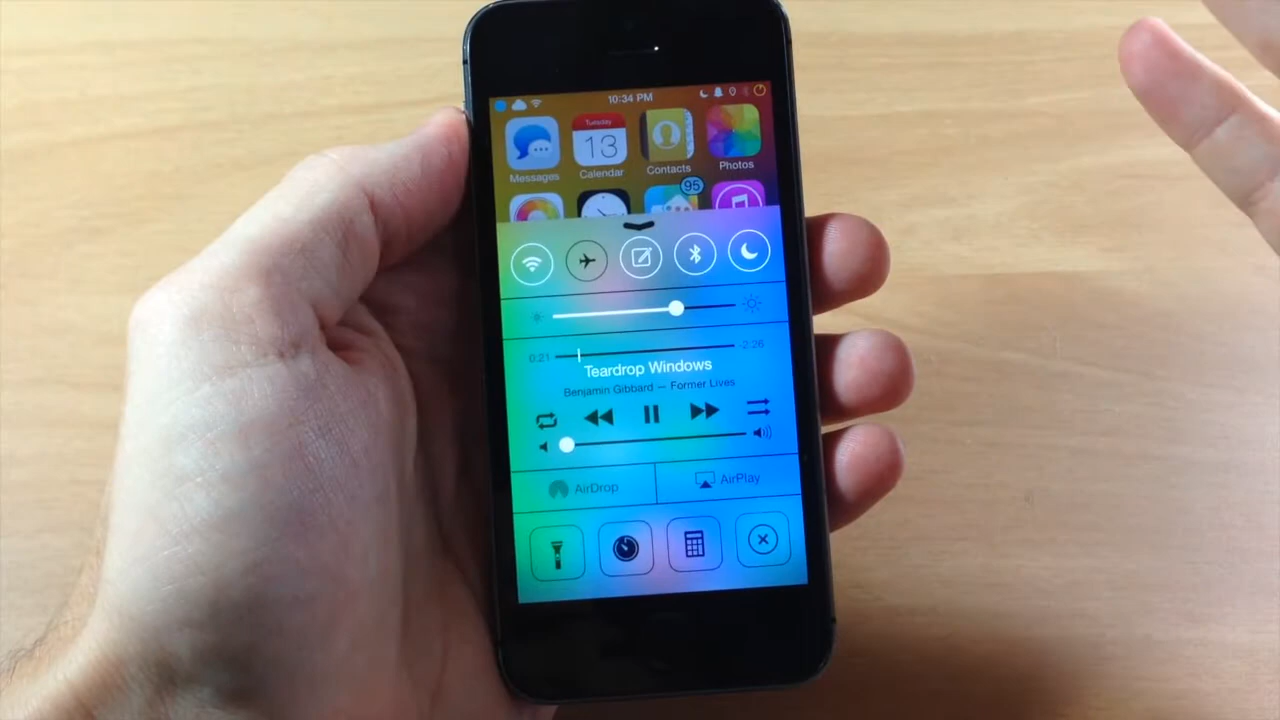 10:34 PM
Tuesday
13
95
Messages
Calendar
Contacts
Photos
0:21
-2:26
Teardrop Windows
Benjamin Gibbard — Former Lives
AirDrop
AirPlay